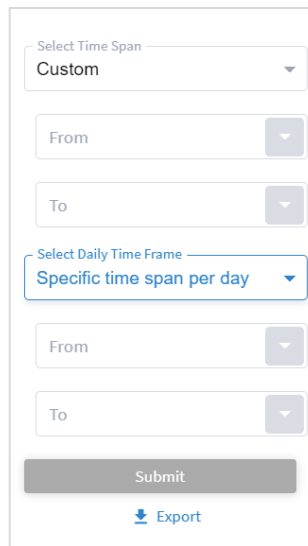 Select Time Span
Custom
From
To
Select Daily Time Frame
Specific time span per day
From
To
Submit
Export